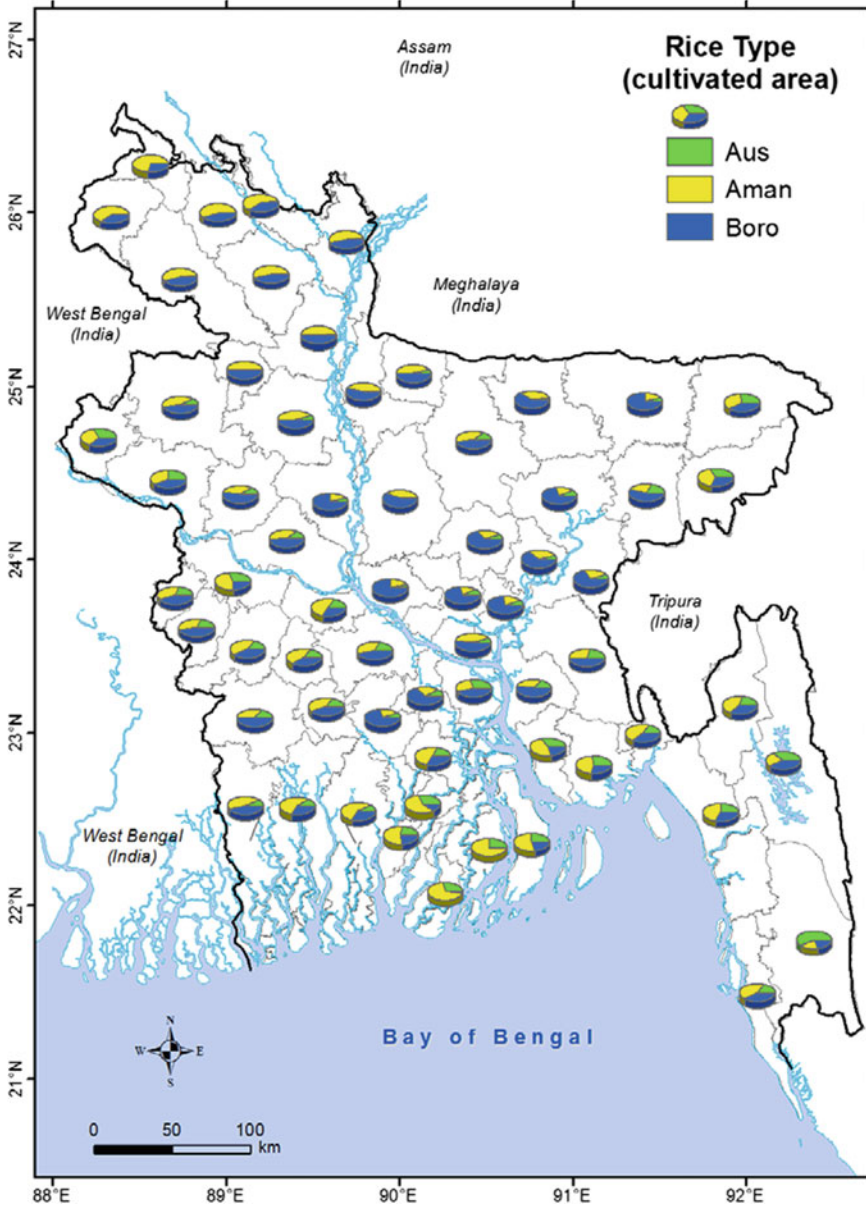 27°N
26°N
25°N
24°N
23°N
22°N
21°N
Assam
(India)
Rice Type
(cultivated area)
Aus
Aman
Boro
Meghalaya
(India)
West Bengal
(India)
Tripura
(India)
West Bengal
(India)
Bay of Bengal
N
W
E
S
0
50
100
km
88°E
89°E
90°E
91°E
92°E